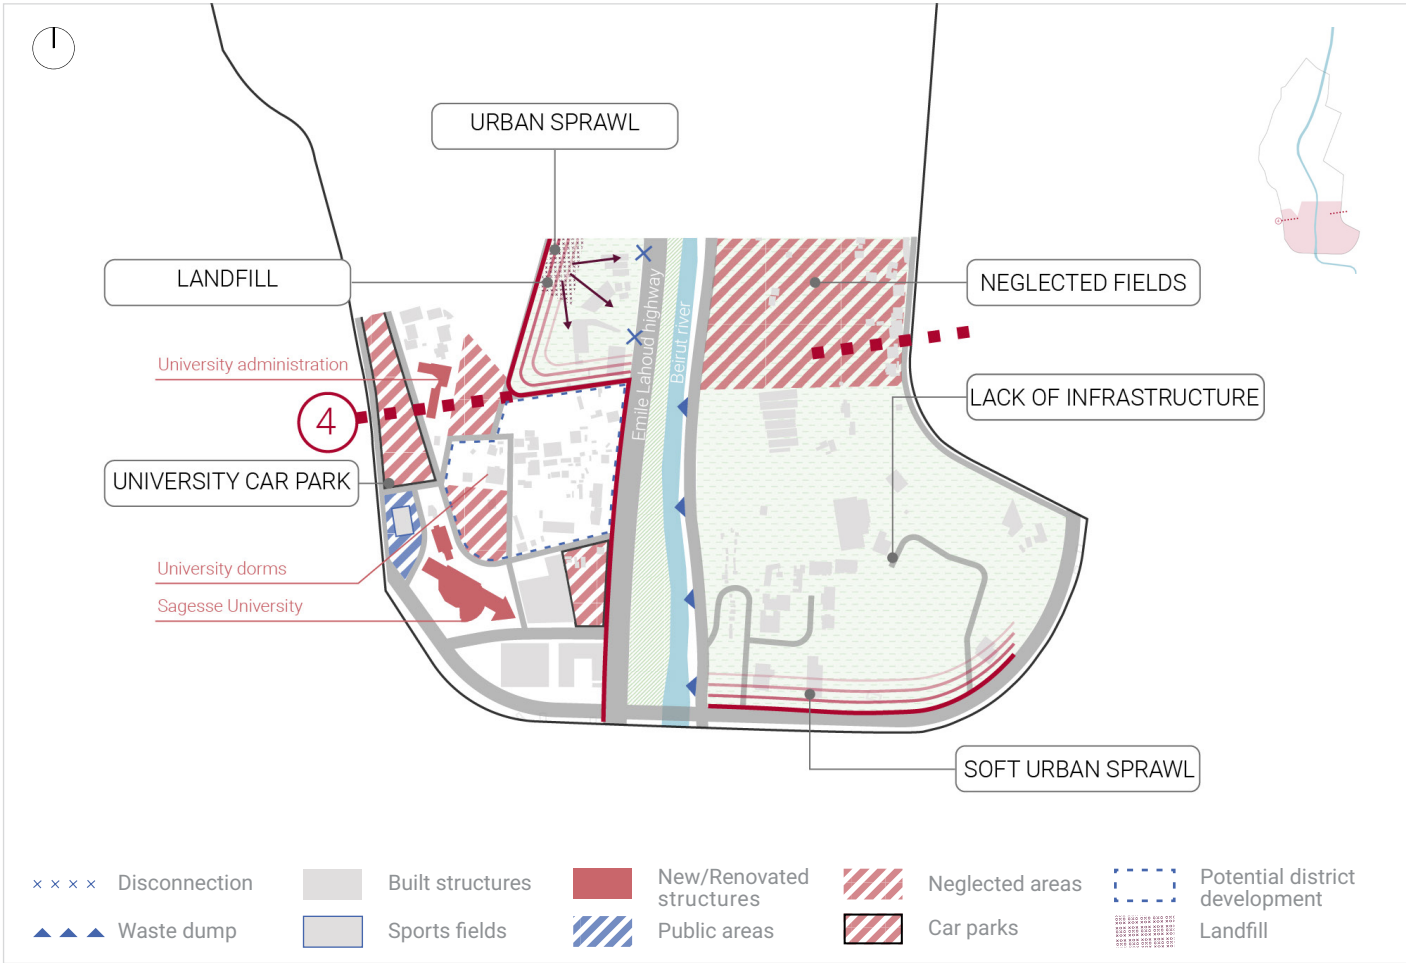 URBAN SPRAWL
LANDFILL
NEGLECTED FIELDS
Emile Lahoud highway
Beirut river
University administration
4
LACK OF INFRASTRUCTURE
UNIVERSITY CAR PARK
University dorms
Sagesse University
SOFT URBAN SPRAWL
Disconnection
Built structures
New/Renovated
structures
Neglected areas
Potential district
development
Waste dump
Sports fields
Public areas
Car parks
Landfill